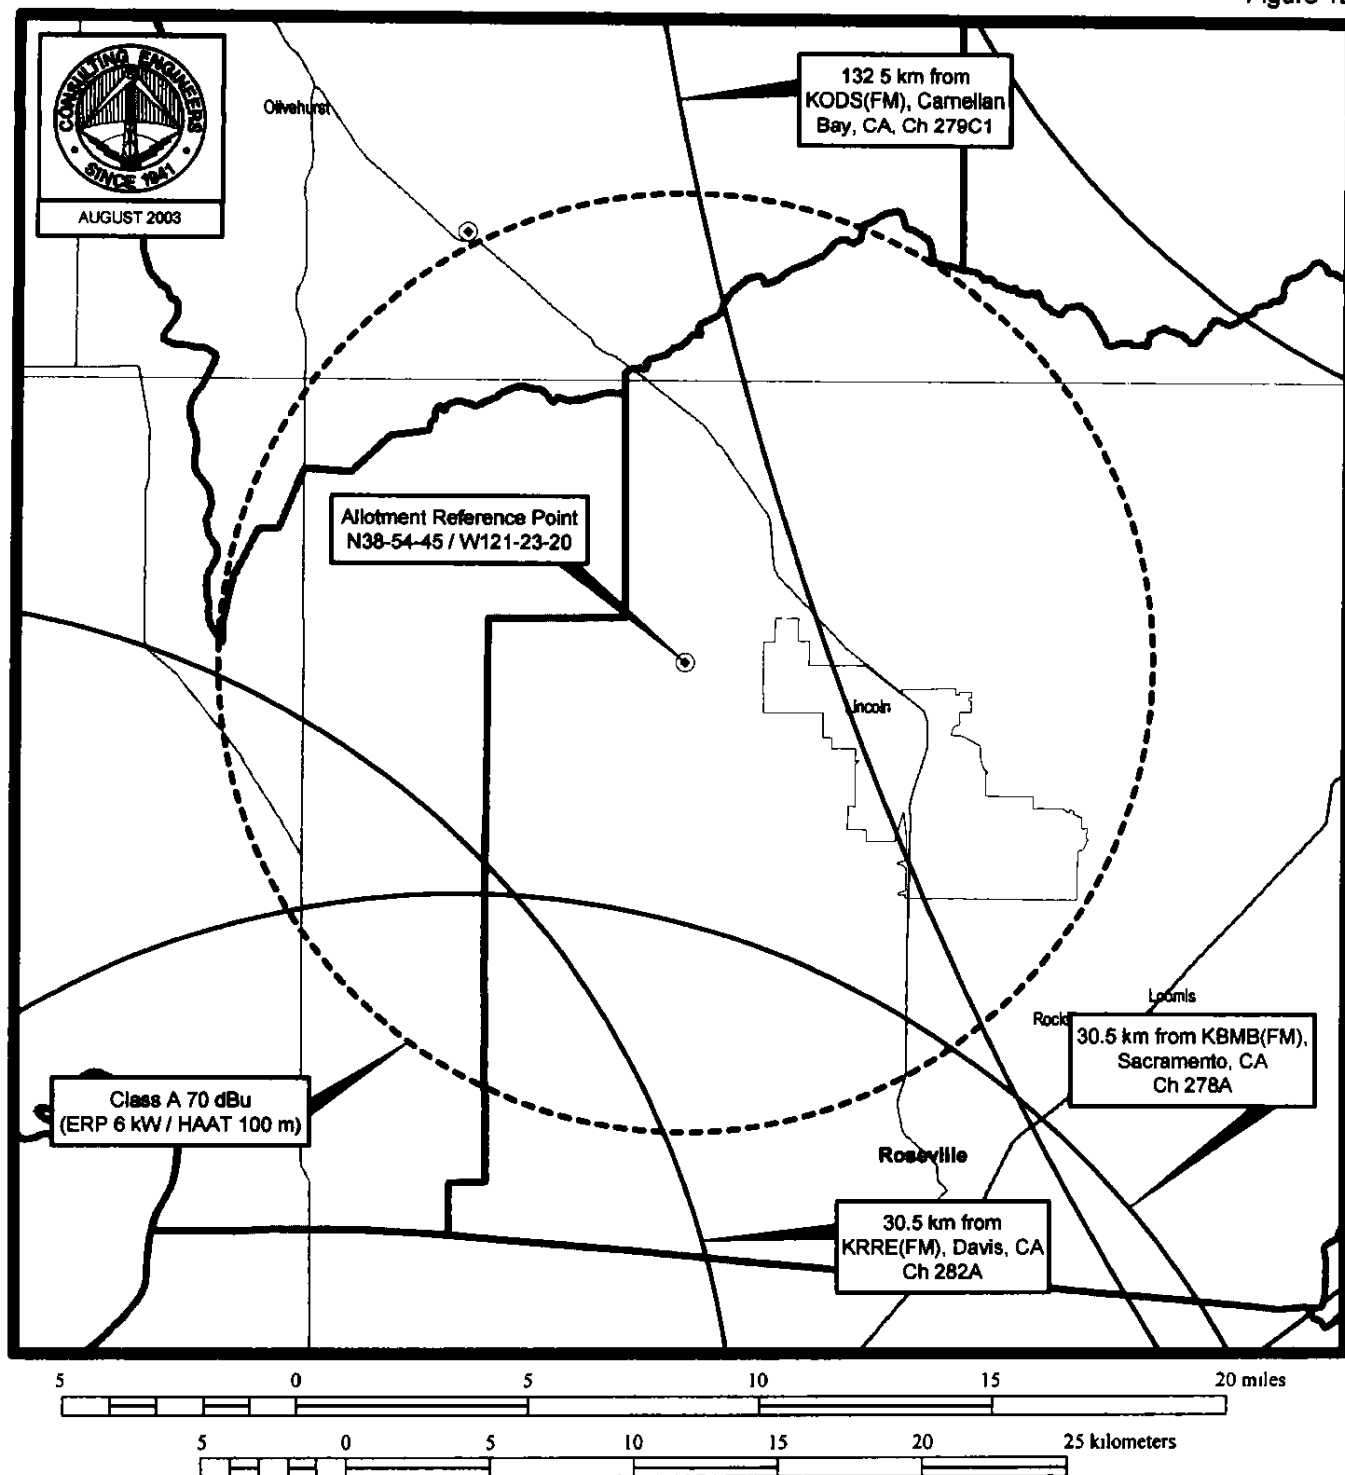 CONSULTING ENGINEERS
• SINCE 1941 •
AUGUST 2003
Olivehurst
132 5 km from
KODS(FM), Carnelian
Bay, CA, Ch 279C1
Allotment Reference Point
N38-54-45 / W121-23-20
Lincoln
Loomis
30.5 km from KBMB(FM),
Sacramento, CA
Ch 278A
Class A 70 dBu
(ERP 6 kW / HAAT 100 m)
Roseville
30.5 km from
KRRE(FM), Davis, CA
Ch 282A
5 0 5 10 15 20 miles
5 0 5 10 15 20 25 kilometers